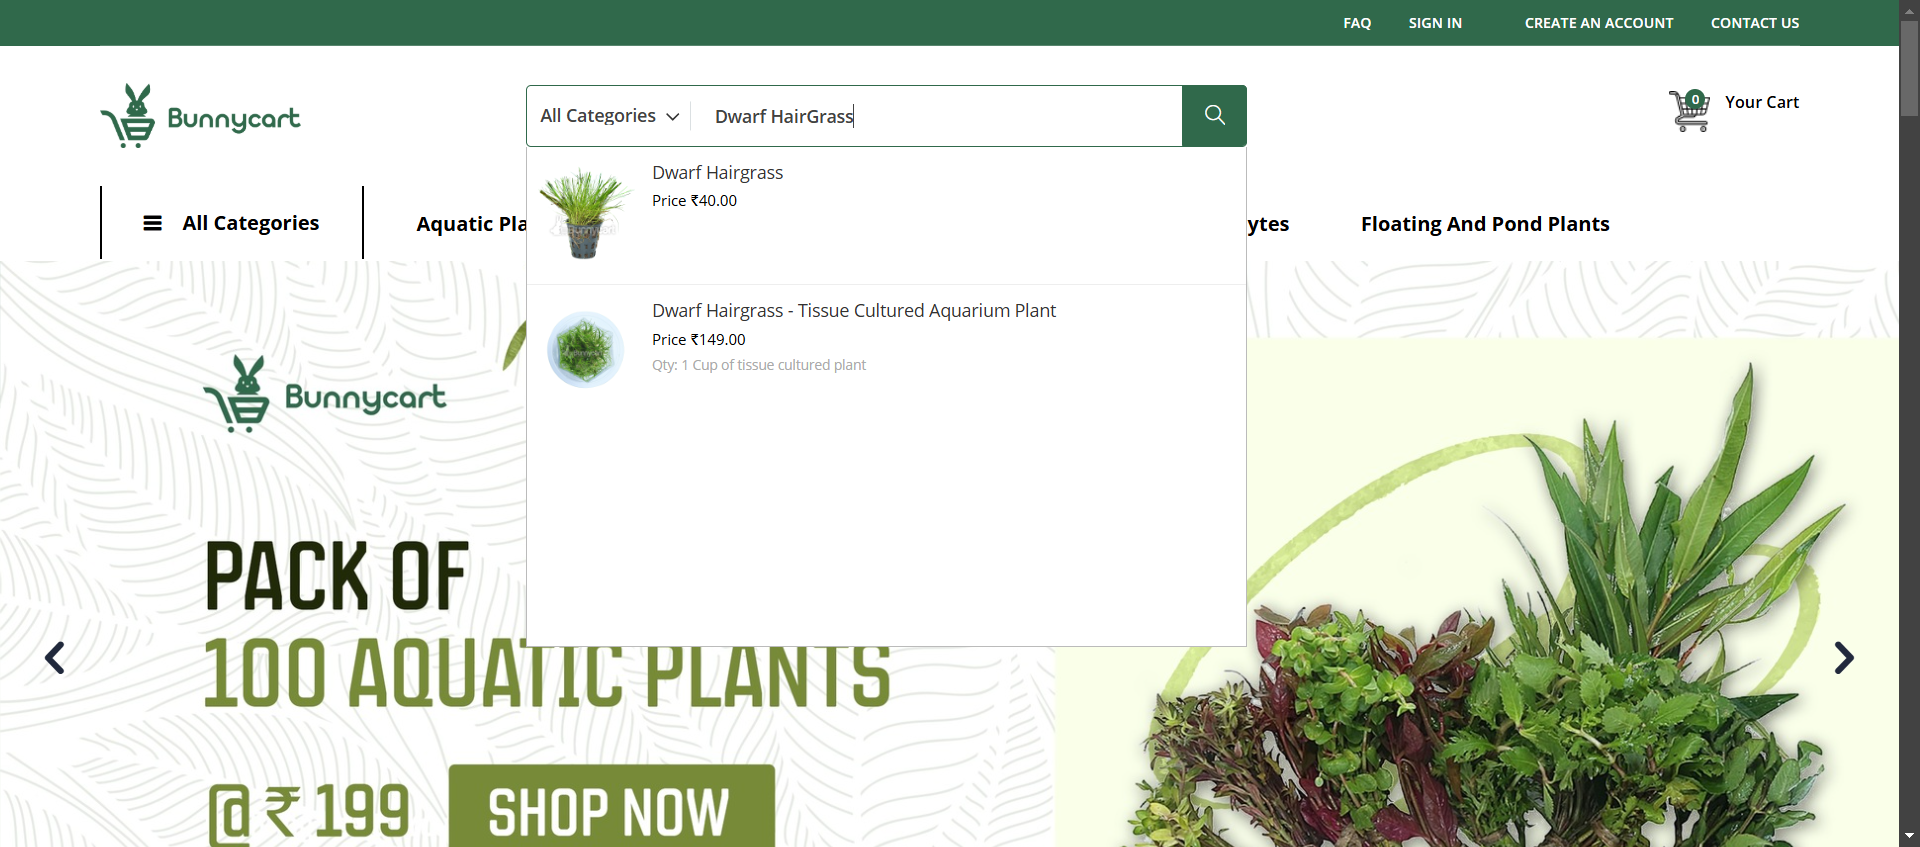 FAQ SIGN IN CREATE AN ACCOUNT CONTACT US
Bunnycart
All Categories Dwarf HairGrass
0 Your Cart
Dwarf Hairgrass
Price ₹40.00
All Categories Aquatic Pla ytes Floating And Pond Plants
Bunnycart
Dwarf Hairgrass - Tissue Cultured Aquarium Plant
Price ₹149.00
Qty: 1 Cup of tissue cultured plant
Bunnycart
PACK OF
100 AQUATIC PLANTS
@ ₹ 199 SHOP NOW